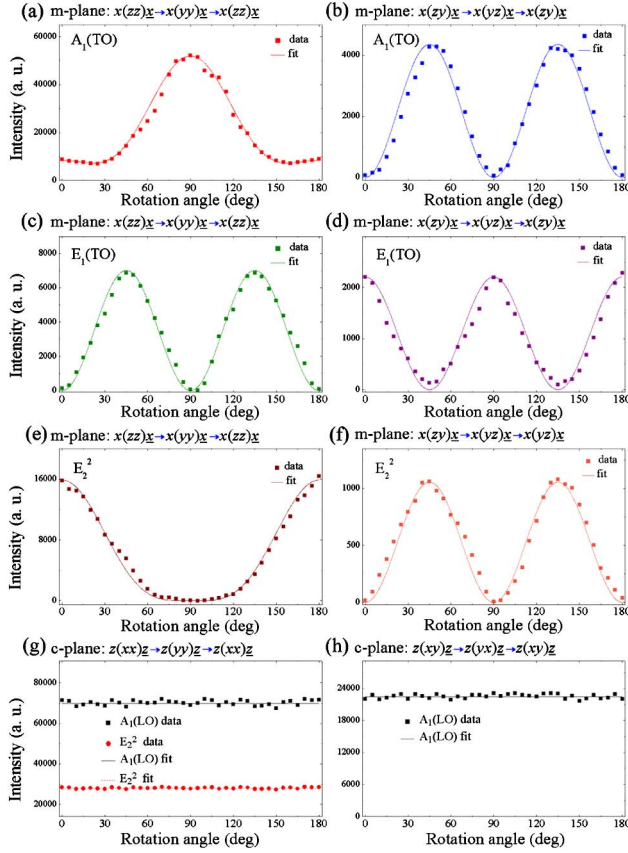 (a) m-plane: x(zz)x→x(yy)x→x(zz)x
A₁(TO)
data
fit
Intensity (a. u.)
60000
40000
20000
0
0 30 60 90 120 150 180
Rotation angle (deg)
(b) m-plane: x(zy)x→x(yz)x→x(zy)x
A₁(TO)
data
fit
4000
2000
0
0 30 60 90 120 150 180
Rotation angle (deg)
(c) m-plane: x(zz)x→x(yy)x→x(zz)x
E₁(TO)
data
fit
Intensity (a. u.)
8000
6000
4000
2000
0
0 30 60 90 120 150 180
Rotation angle (deg)
(d) m-plane: x(zy)x→x(yz)x→x(zy)x
E₁(TO)
data
fit
2000
1000
0
0 30 60 90 120 150 180
Rotation angle (deg)
(e) m-plane: x(zz)x→x(yy)x→x(zz)x
E₂²
data
fit
Intensity (a. u.)
16000
8000
0
0 30 60 90 120 150 180
Rotation angle (deg)
(f) m-plane: x(zy)x→x(yz)x→x(yz)x
E₂²
data
fit
1000
500
0
0 30 60 90 120 150 180
Rotation angle (deg)
(g) c-plane: z(xx)z→z(yy)z→z(xx)z
A₁(LO) data
E₂² data
A₁(LO) fit
E₂² fit
Intensity (a. u.)
80000
60000
40000
20000
0 30 60 90 120 150 180
Rotation angle (deg)
(h) c-plane: z(xy)z→z(yx)z→z(xy)z
A₁(LO) data
A₁(LO) fit
24000
18000
12000
6000
0
0 30 60 90 120 150 180
Rotation angle (deg)